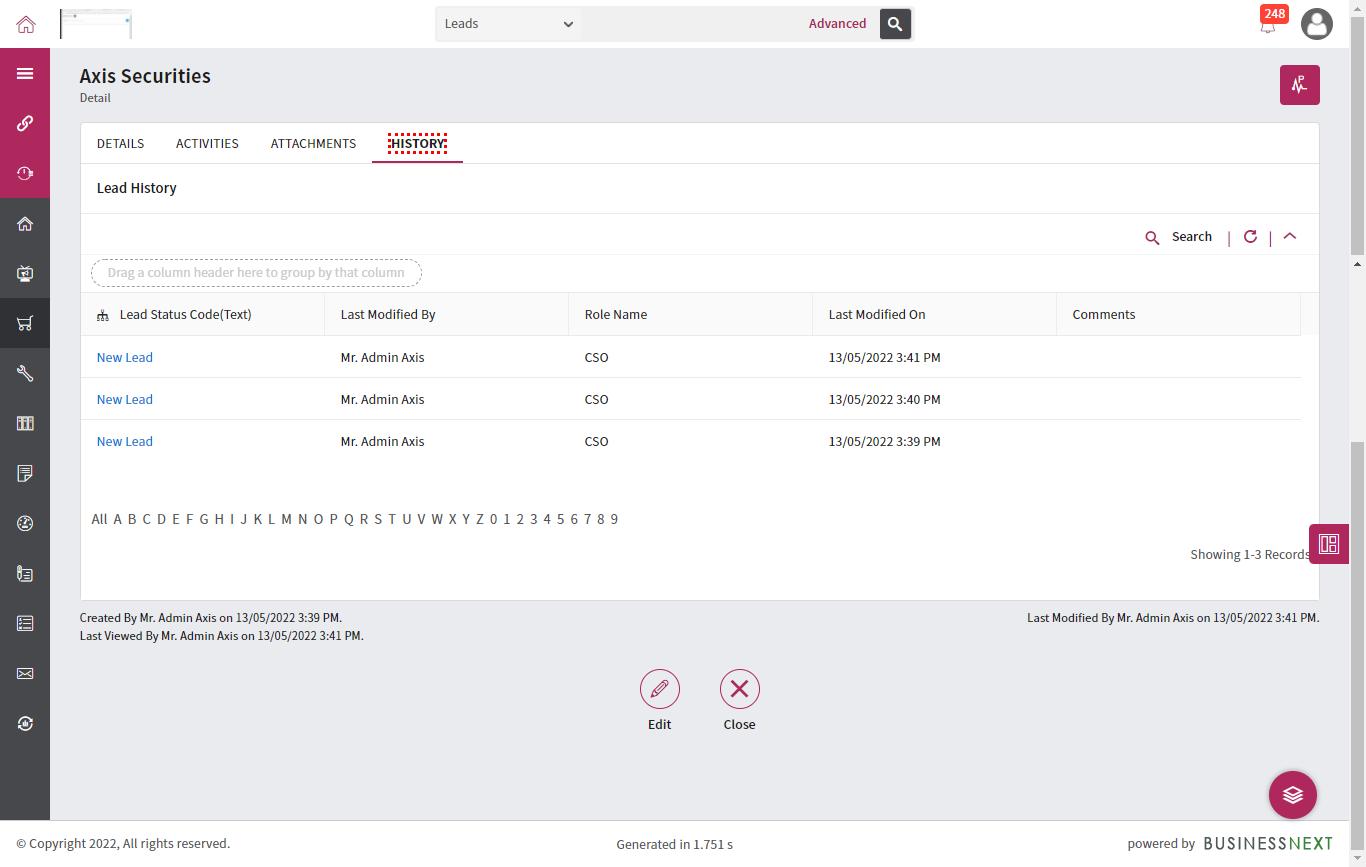 Leads
Advanced
248
Axis Securities
Detail
P
DETAILS ACTIVITIES ATTACHMENTS HISTORY
Lead History
Search | |
Drag a column header here to group by that column
Lead Status Code(Text) Last Modified By Role Name Last Modified On Comments
New Lead Mr. Admin Axis CSO 13/05/2022 3:41 PM
New Lead Mr. Admin Axis CSO 13/05/2022 3:40 PM
New Lead Mr. Admin Axis CSO 13/05/2022 3:39 PM
All A B C D E F G H I J K L M N O P Q R S T U V W X Y Z 0 1 2 3 4 5 6 7 8 9
Showing 1-3 Records
Created By Mr. Admin Axis on 13/05/2022 3:39 PM. Last Modified By Mr. Admin Axis on 13/05/2022 3:41 PM.
Last Viewed By Mr. Admin Axis on 13/05/2022 3:41 PM.
Edit Close
© Copyright 2022, All rights reserved. Generated in 1.751 s powered by BUSINESSNEXT